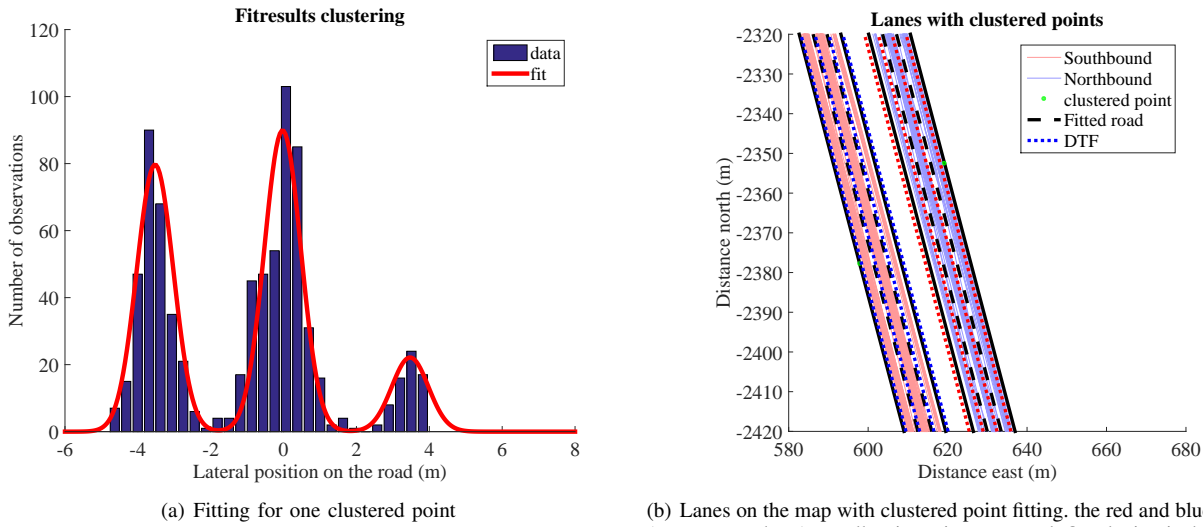 Fitresults clustering
120
100
80
60
40
20
0
-6
-4
-2
0
2
4
6
8
Number of observations
Lateral position on the road (m)
data
fit
(a) Fitting for one clustered point
Lanes with clustered points
-2320
-2330
-2340
-2350
-2360
-2370
-2380
-2390
-2400
-2410
-2420
580
600
620
640
660
680
Distance north (m)
Distance east (m)
Southbound
Northbound
clustered point
Fitted road
DTF
(b) Lanes on the map with clustered point fitting. the red and blu